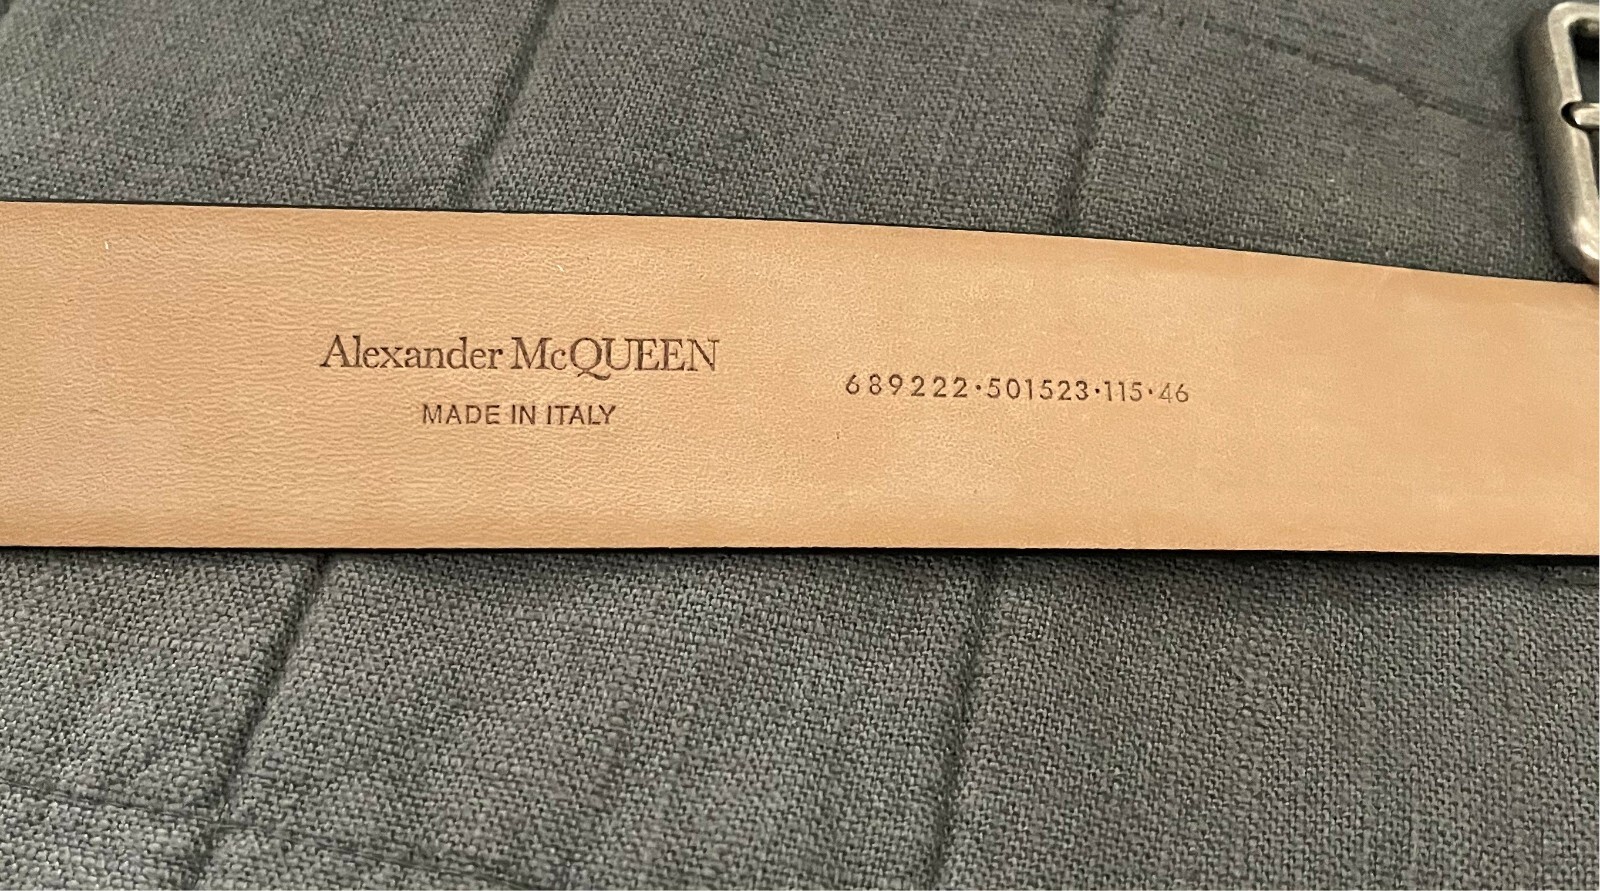 Alexander McQUEEN
MADE IN ITALY
689222·501523·115·46